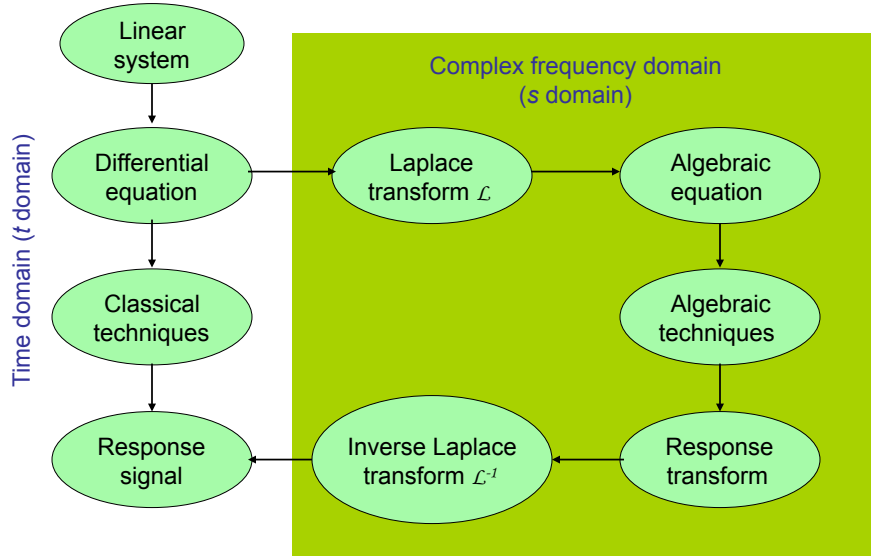 Linear
system
Complex frequency domain
(s domain)
Time domain (t domain)
Differential
equation
Laplace
transform ℒ
Algebraic
equation
Classical
techniques
Algebraic
techniques
Response
signal
Inverse Laplace
transform ℒ⁻¹
Response
transform